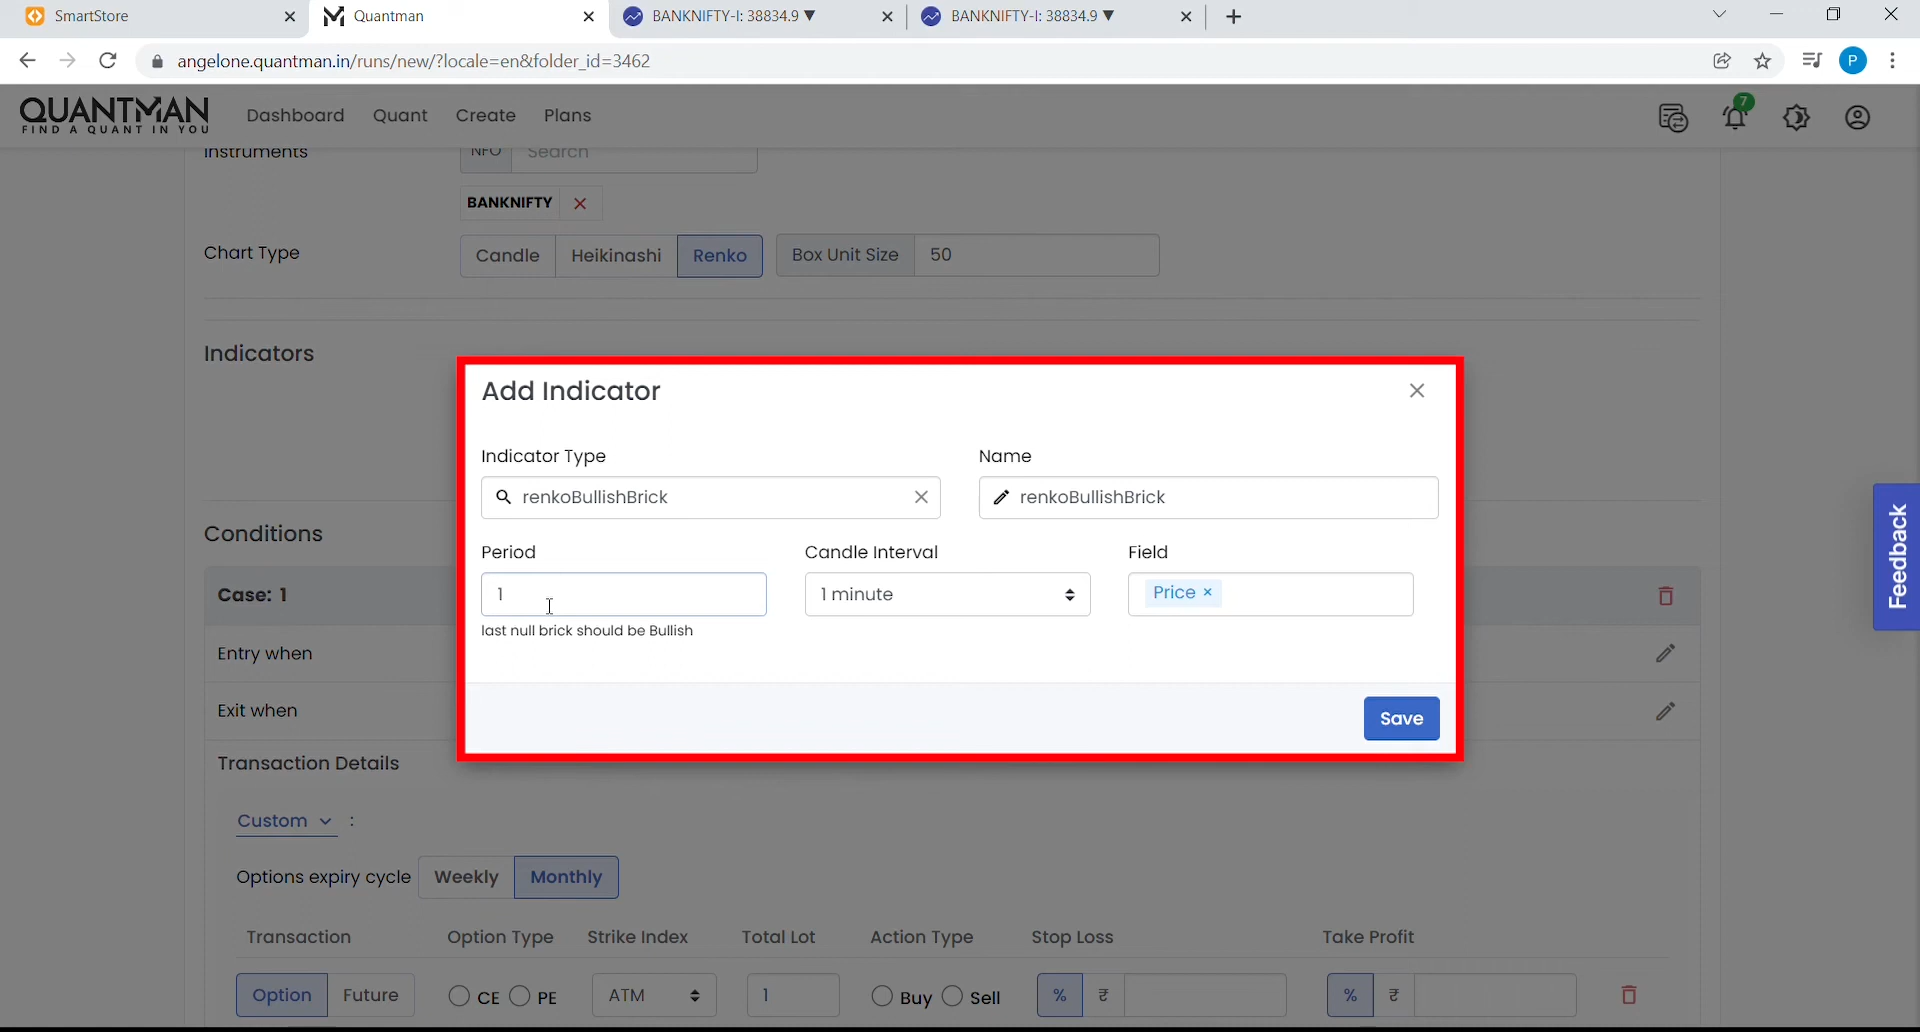 SmartStore
Quantman
BANKNIFTY-I: 38834.9 ▼
BANKNIFTY-I: 38834.9 ▼
angelone.quantman.in/runs/new/?locale=en&folder_id=3462
P
QUANTMAN
FIND A QUANT IN YOU
Dashboard Quant Create Plans
7
Instruments NFO Search
BANKNIFTY
Chart Type Candle Heikinashi Renko Box Unit Size 50
Indicators
Add Indicator
Indicator Type Name
renkoBullishBrick renkoBullishBrick
Period Candle Interval Field
1 1 minute Price ×
last null brick should be Bullish
Save
Conditions
Case: 1
Entry when
Exit when
Transaction Details
Custom :
Options expiry cycle Weekly Monthly
Transaction Option Type Strike Index Total Lot Action Type Stop Loss Take Profit
Option Future CE PE ATM 1 Buy Sell % ₹ % ₹
Feedback